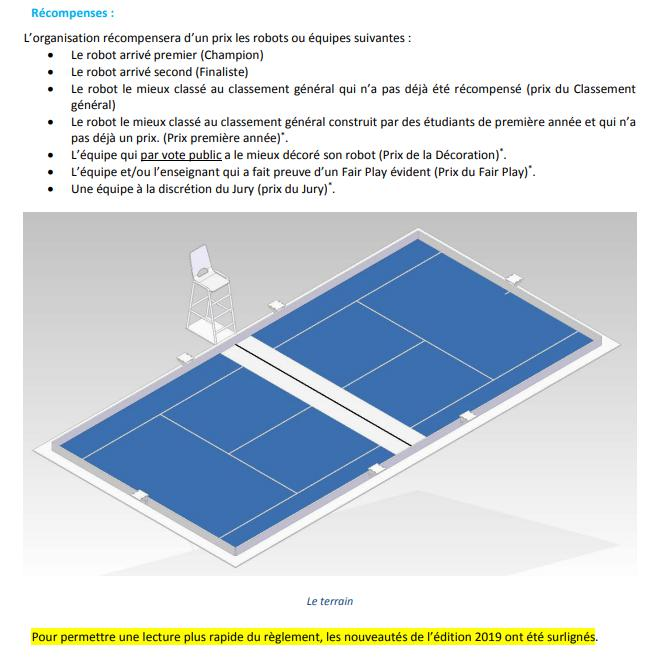 Récompenses :
L’organisation récompensera d’un prix les robots ou équipes suivantes :
• Le robot arrivé premier (Champion)
• Le robot arrivé second (Finaliste)
• Le robot le mieux classé au classement général qui n’a pas déjà été récompensé (prix du Classement
général)
• Le robot le mieux classé au classement général construit par des étudiants de première année et qui n’a
pas déjà un prix. (Prix première année)*.
• L’équipe qui par vote public a le mieux décoré son robot (Prix de la Décoration)*.
• L’équipe et/ou l’enseignant qui a fait preuve d’un Fair Play évident (Prix du Fair Play)*.
• Une équipe à la discrétion du Jury (prix du Jury)*.
Le terrain
Pour permettre une lecture plus rapide du règlement, les nouveautés de l’édition 2019 ont été surlignés.